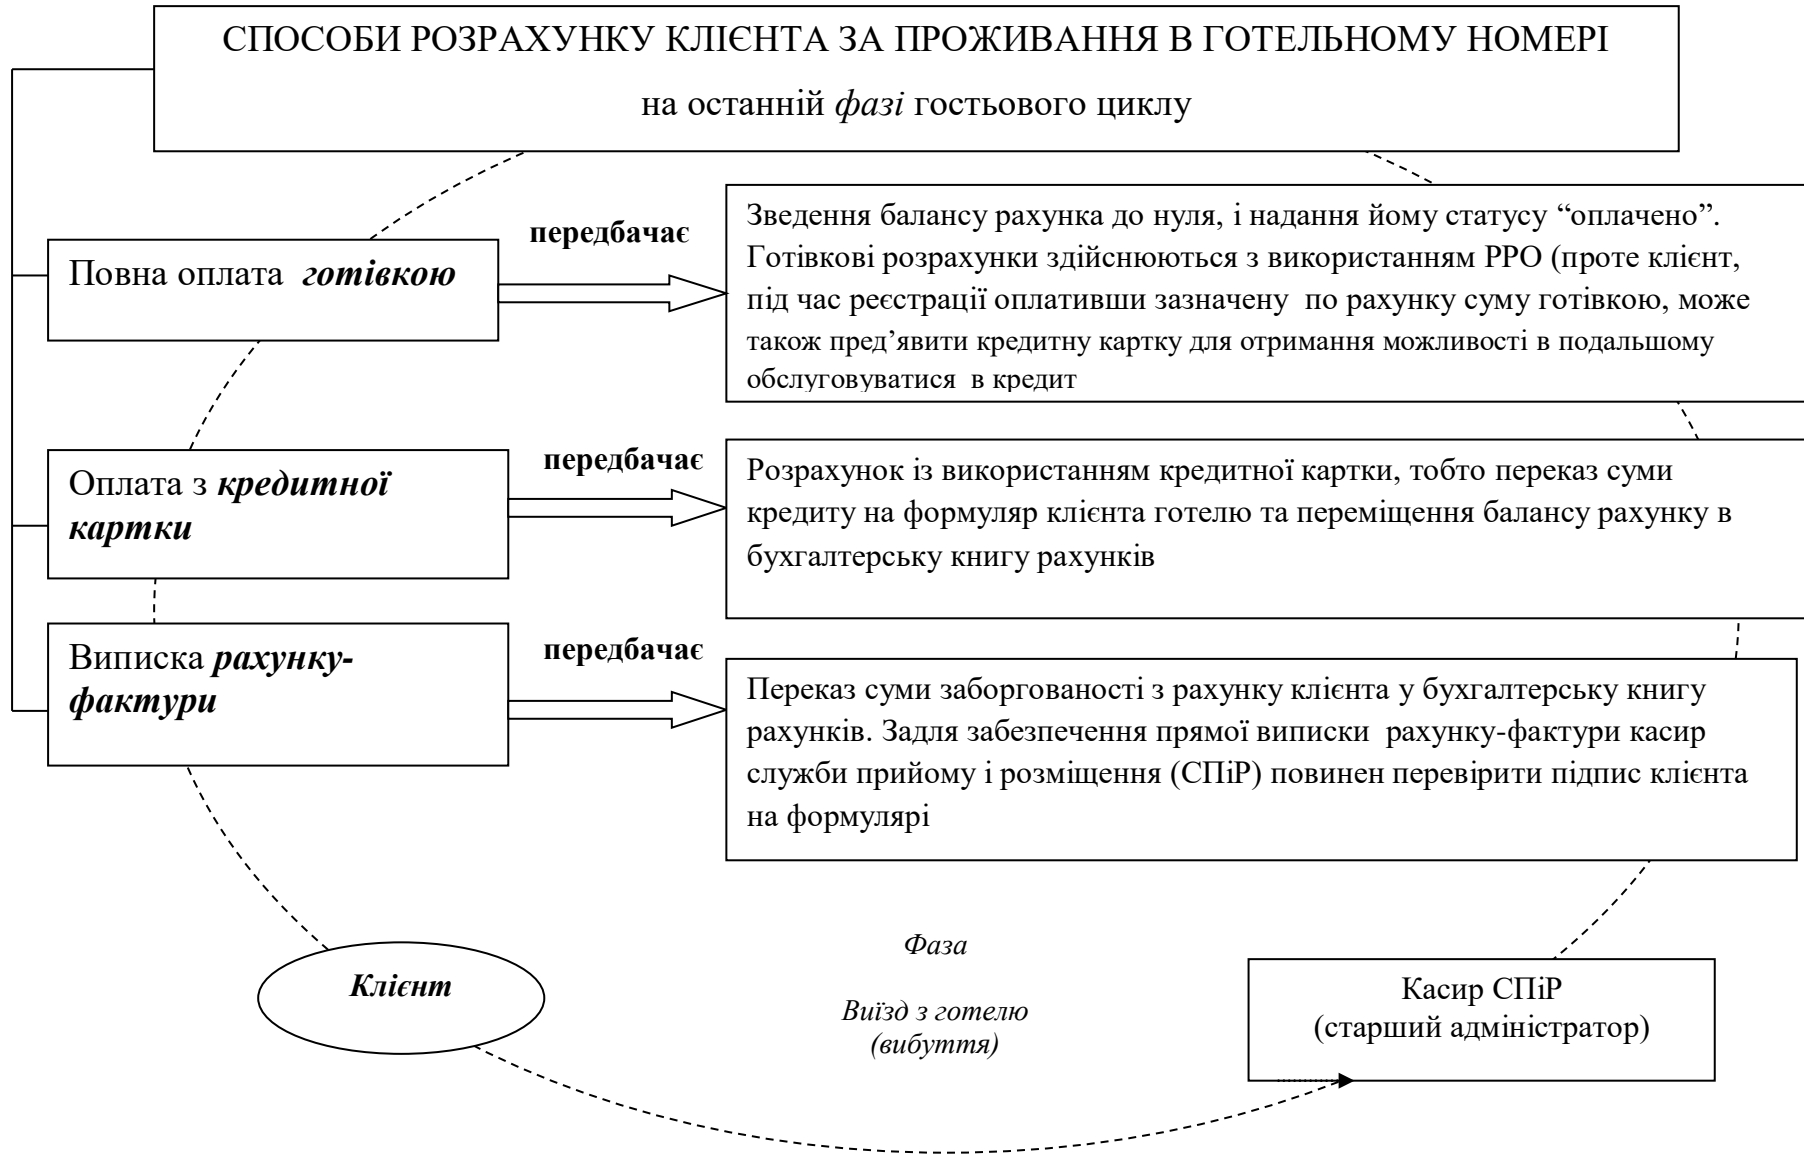 СПОСОБИ РОЗРАХУНКУ КЛІЄНТА ЗА ПРОЖИВАННЯ В ГОТЕЛЬНОМУ НОМЕРІ
на останній фазі гостьового циклу
Повна оплата готівкою
передбачає
Зведення балансу рахунка до нуля, і надання йому статусу “оплачено”.
Готівкові розрахунки здійснюються з використанням РРО (проте клієнт,
під час реєстрації оплативши зазначену по рахунку суму готівкою, може
також пред’явити кредитну картку для отримання можливості в подальшому
обслуговуватися в кредит
Оплата з кредитної
картки
передбачає
Розрахунок із використанням кредитної картки, тобто переказ суми
кредиту на формуляр клієнта готелю та переміщення балансу рахунку в
бухгалтерську книгу рахунків
Виписка рахунку-
фактури
передбачає
Переказ суми заборгованості з рахунку клієнта у бухгалтерську книгу
рахунків. Задля забезпечення прямої виписки рахунку-фактури касир
служби прийому і розміщення (СПіР) повинен перевірити підпис клієнта
на формулярі
Клієнт
Фаза
Виїзд з готелю
(вибуття)
Касир СПіР
(старший адміністратор)